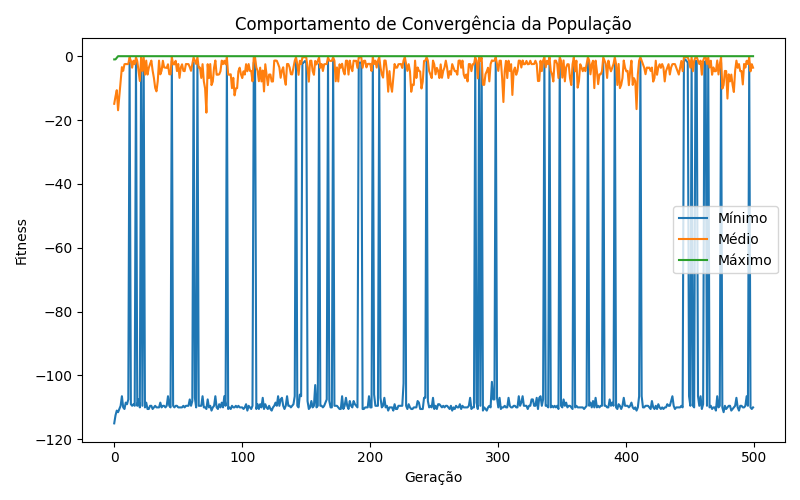 Comportamento de Convergência da População
Fitness
0
−20
−40
−60
−80
−100
−120
Mínimo
Médio
Máximo
0
100
200
300
400
500
Geração